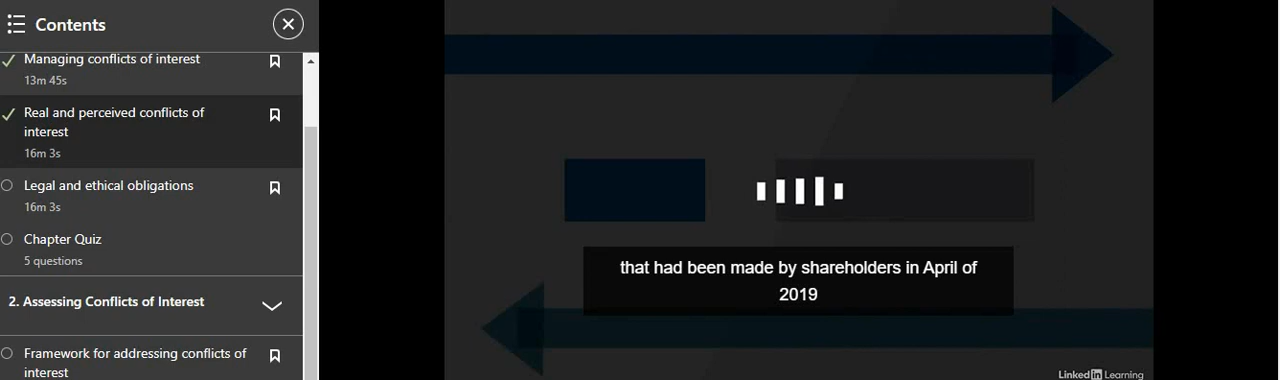 Contents
Managing conflicts of interest
13m 45s
Real and perceived conflicts of
interest
16m 3s
Legal and ethical obligations
16m 3s
Chapter Quiz
5 questions
2. Assessing Conflicts of Interest
Framework for addressing conflicts of
interest
that had been made by shareholders in April of
2019
Linked in Learning